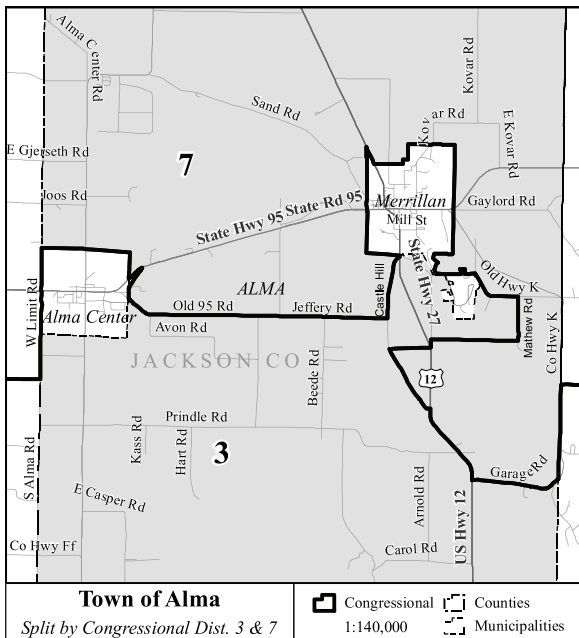 Alma Center Rd
Kovar Rd
Sand Rd
Kovar Rd
E Kovar Rd
E Gjerseth Rd
7
Joos Rd
Merrillan
Gaylord Rd
State Hwy 95
State Rd 95
Mill St
State Hwy 27
Old Hwy K
Castle Hill
ALMA
W Limit Rd
Alma Center
Old 95 Rd
Jeffery Rd
Avon Rd
Mathew Rd
Co Hwy K
JACKSON CO
Beede Rd
12
Prindle Rd
Kass Rd
Hart Rd
3
S Alma Rd
E Casper Rd
Arnold Rd
Garage Rd
US Hwy 12
Co Hwy Ff
Carol Rd
Town of Alma
Split by Congressional Dist. 3 & 7
Congressional
Counties
1:140,000
Municipalities